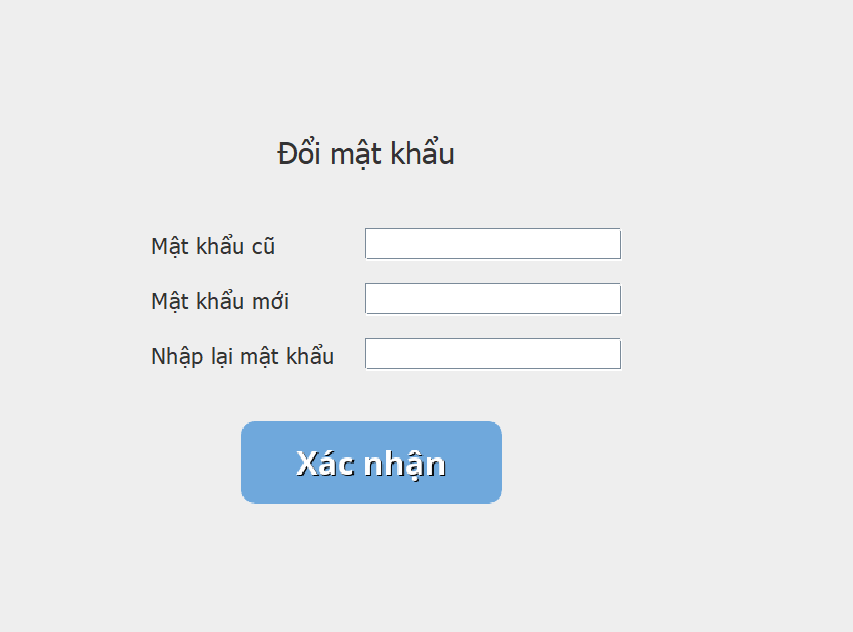 Đổi mật khẩu
Mật khẩu cũ
Mật khẩu mới
Nhập lại mật khẩu
Xác nhận